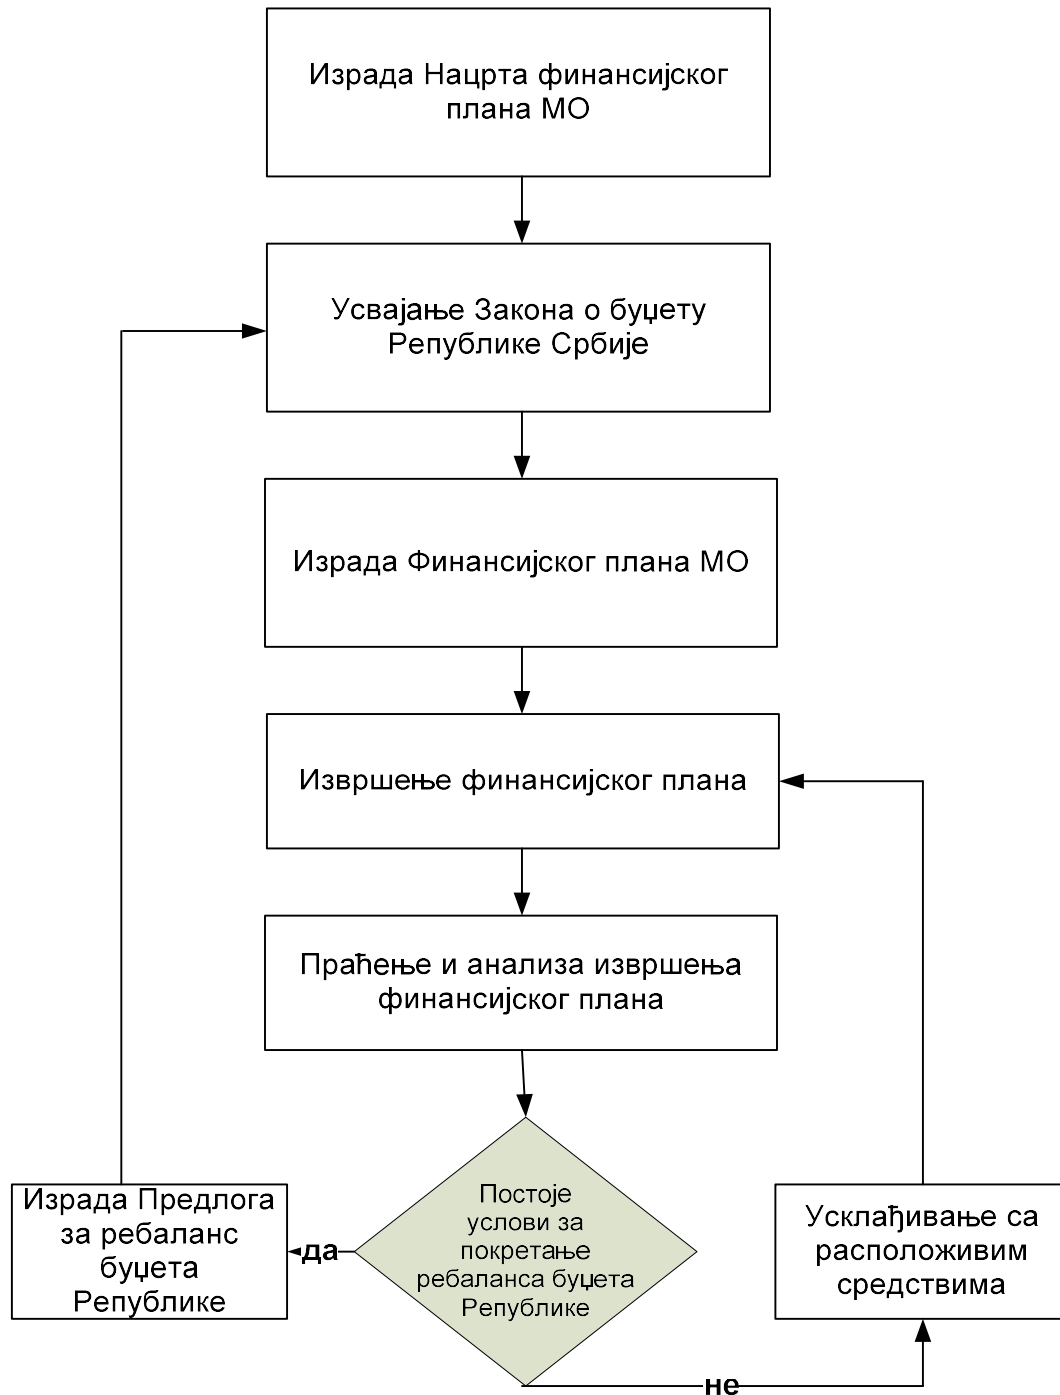 Израда Нацрта финансијског
плана МО
Усвајање Закона о буџету
Републике Србије
Израда Финансијског плана МО
Извршење финансијског плана
Праћење и анализа извршења
финансијског плана
Постоје
услови за
покретање
ребаланса буџета
Републике
да
Израда Предлога
за ребаланс
буџета
Републике
не
Усклађивање са
расположивим
средствима